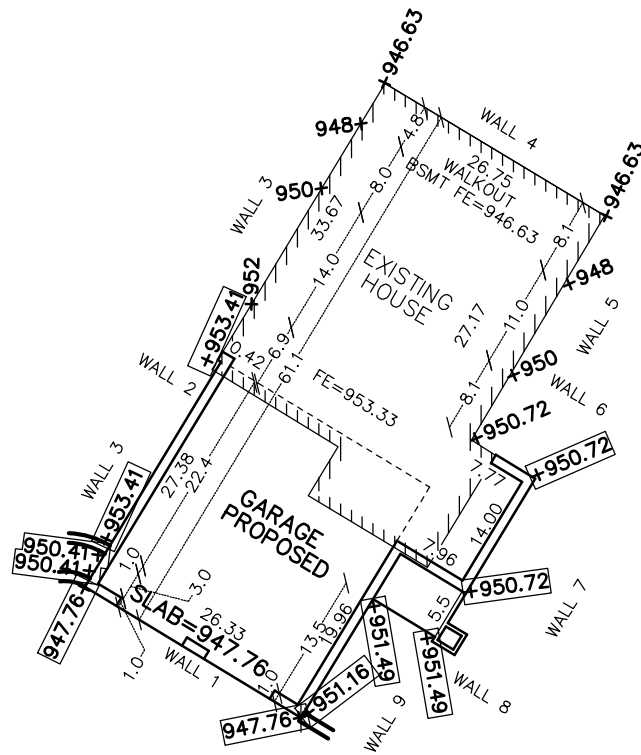 946.63
WALL 4
4.8
948
26.75
WALKOUT
BSMT FE=946.63
946.63
8.0
950
WALL 3
33.67
8.1
EXISTING
HOUSE
948
14.0
952
11.0
27.17
WALL 5
953.41
6.9
0.42
61.1
FE=953.33
950
8.1
WALL 6
WALL 2
950.72
7.77
950.72
WALL 3
27.38
22.4
GARAGE
PROPOSED
14.00
953.41
950.41
950.41
1.0
7.96
950.72
3.0
SLAB=947.76
26.33
5.5
WALL 7
947.76
13.5
19.96
951.49
951.49
1.0
WALL 1
1.0
951.16
947.76
WALL 9
WALL 8